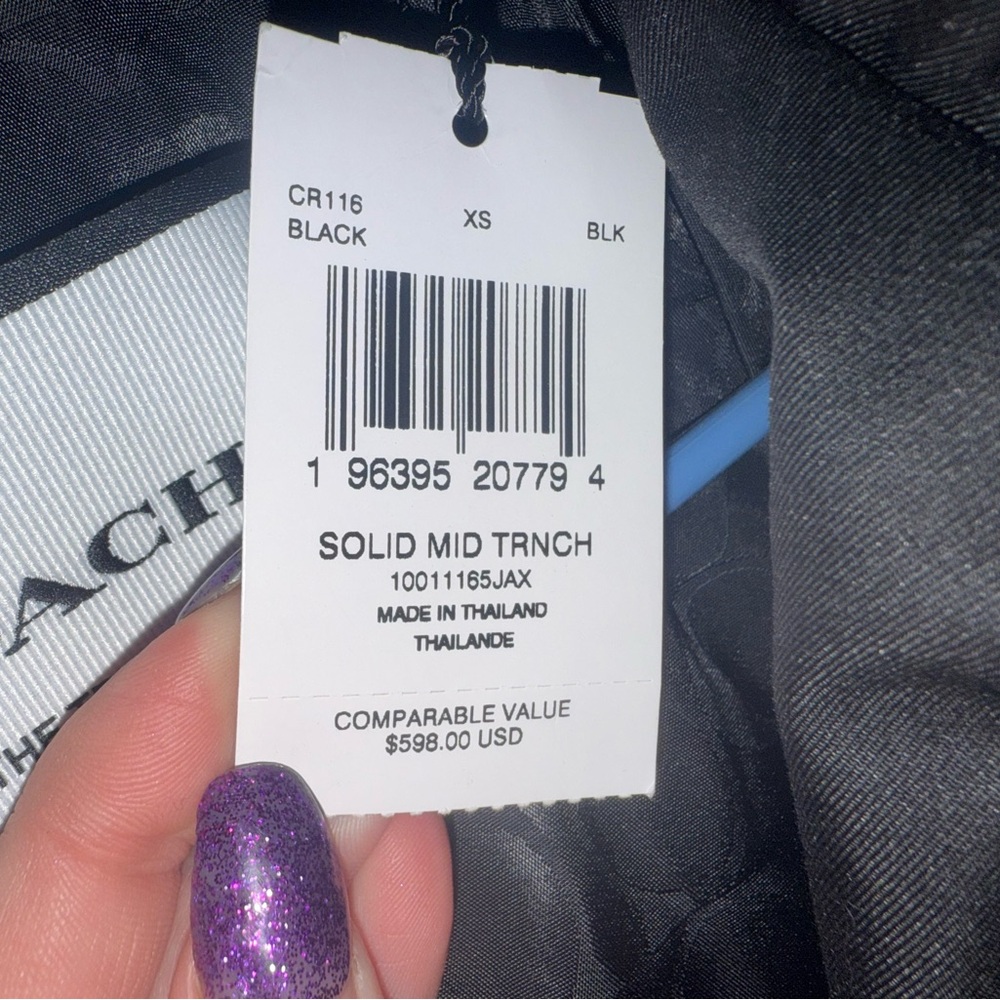 CR116 XS BLK
BLACK
1 96395 20779 4
SOLID MID TRNCH
10011165JAX
MADE IN THAILAND
THAILANDE
COMPARABLE VALUE
$598.00 USD
ACH
HE